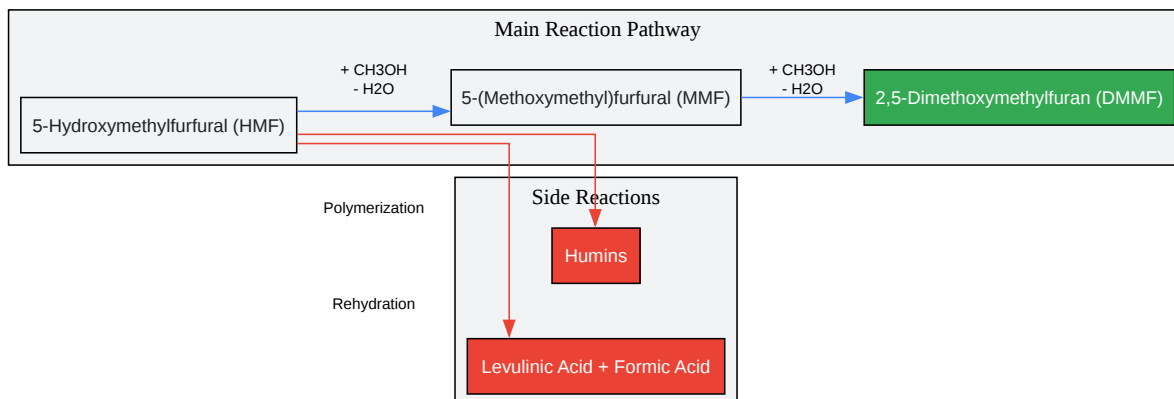 Main Reaction Pathway
+ CH3OH
- H2O
+ CH3OH
- H2O
5-Hydroxymethylfurfural (HMF)
5-(Methoxymethyl)furfural (MMF)
2,5-Dimethoxymethylfuran (DMMF)
Side Reactions
Polymerization
Humins
Rehydration
Levulinic Acid + Formic Acid